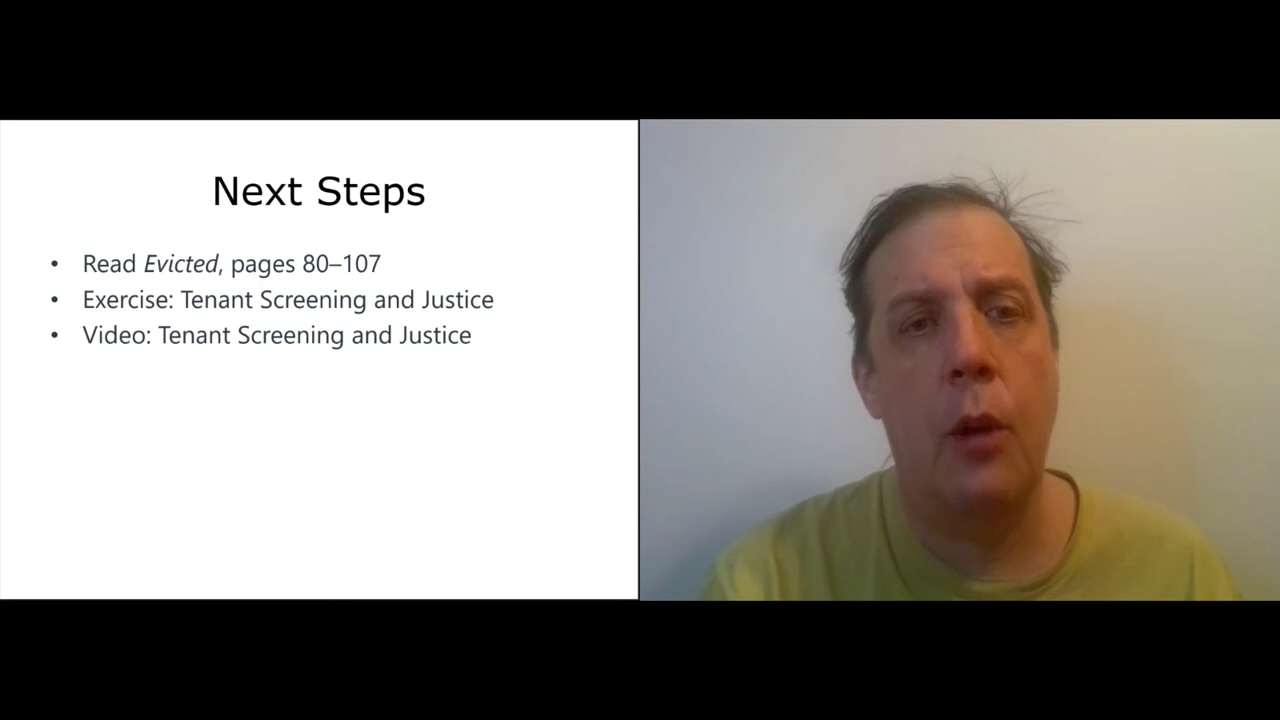 Next Steps
• Read Evicted, pages 80–107
• Exercise: Tenant Screening and Justice
• Video: Tenant Screening and Justice